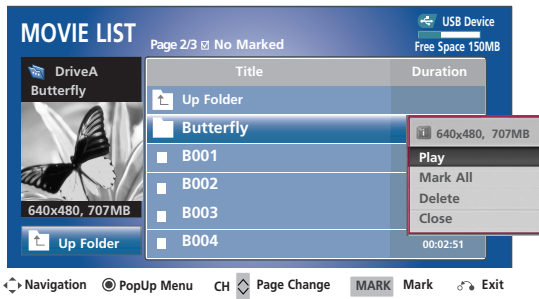 MOVIE LIST
Page 2/3 No Marked
USB Device
Free Space 150MB
DriveA
Butterfly
640x480, 707MB
Up Folder
Title Duration
Up Folder
Butterfly
B001
B002
B003
B004 00:02:51
640x480, 707MB
Play
Mark All
Delete
Close
Navigation PopUp Menu CH Page Change MARK Mark Exit